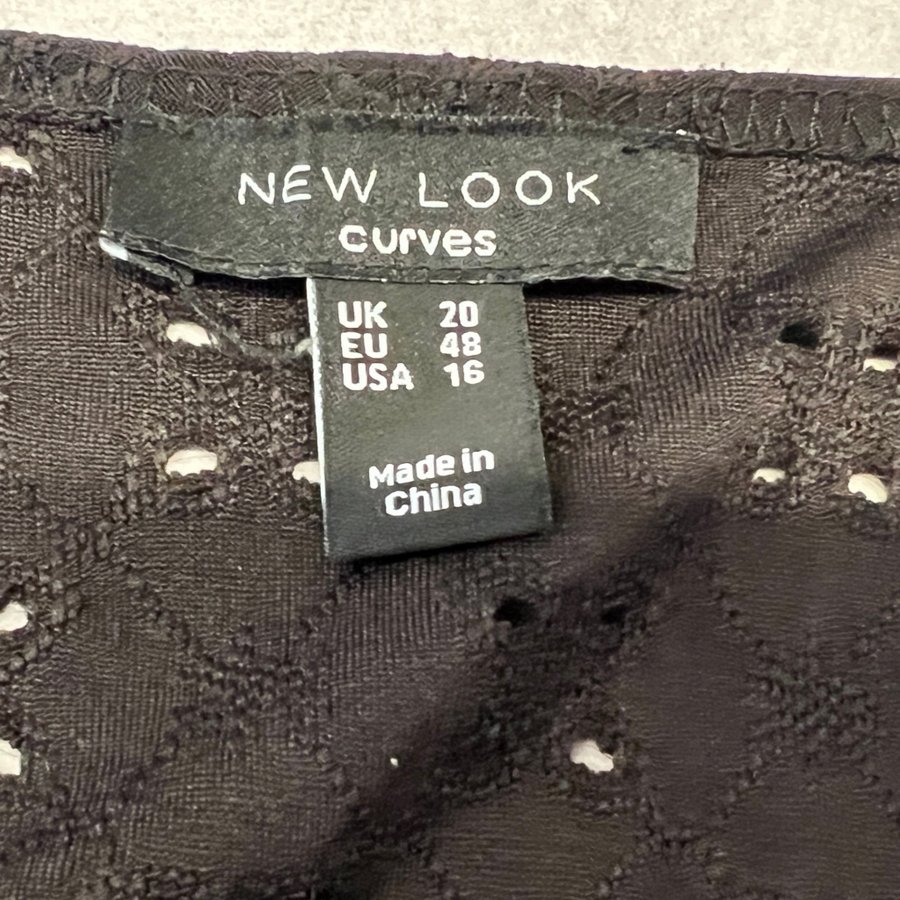 NEW LOOK
curves
UK 20
EU 48
USA 16
Made in
China